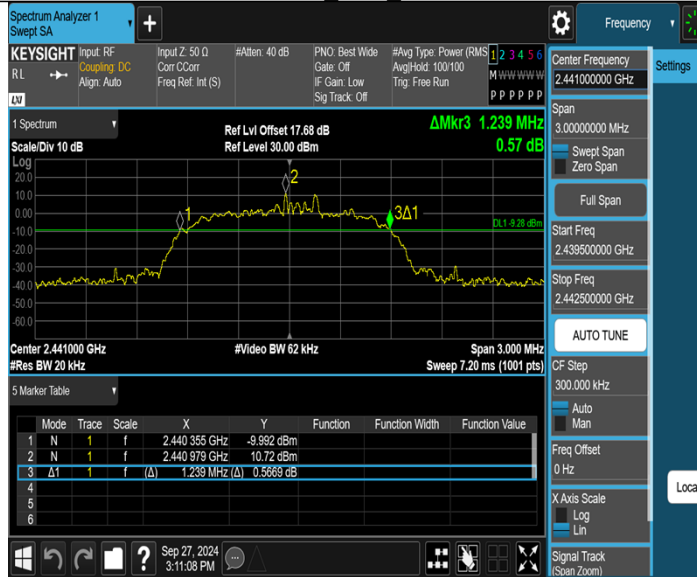 Spectrum Analyzer 1
Swept SA
+
Frequency
KEYSIGHT
RL
LXI
Input: RF
Coupling: DC
Align: Auto
Input Z: 50 Ω
Corr CCorr
Freq Ref: Int (S)
#Atten: 40 dB
PNO: Best Wide
Gate: Off
IF Gain: Low
Sig Track: Off
#Avg Type: Power (RMS
Avg|Hold: 100/100
Trig: Free Run
1 2 3 4 5 6
M W W W W W
P P P P P P
1 Spectrum
Scale/Div 10 dB
Ref Lvl Offset 17.68 dB
Ref Level 30.00 dBm
ΔMkr3 1.239 MHz
0.57 dB
Log
20.0
10.0
0.00
-10.0
-20.0
-30.0
-40.0
-50.0
-60.0
1
2
3Δ1
DL1 -9.28 dBm
Center 2.441000 GHz
#Res BW 20 kHz
#Video BW 62 kHz
Span 3.000 MHz
Sweep 7.20 ms (1001 pts)
5 Marker Table
Mode Trace Scale X Y Function Function Width Function Value
1 N 1 f 2.440 355 GHz -9.992 dBm
2 N 1 f 2.440 979 GHz 10.72 dBm
3 Δ1 1 f (Δ) 1.239 MHz (Δ) 0.5669 dB
4
5
6
?
Sep 27, 2024
3:11:08 PM
Center Frequency
2.441000000 GHz
Span
3.00000000 MHz
Swept Span
Zero Span
Full Span
Start Freq
2.439500000 GHz
Stop Freq
2.442500000 GHz
AUTO TUNE
CF Step
300.000 kHz
Auto
Man
Freq Offset
0 Hz
X Axis Scale
Log
Lin
Signal Track
(Span Zoom)
Settings
Loca